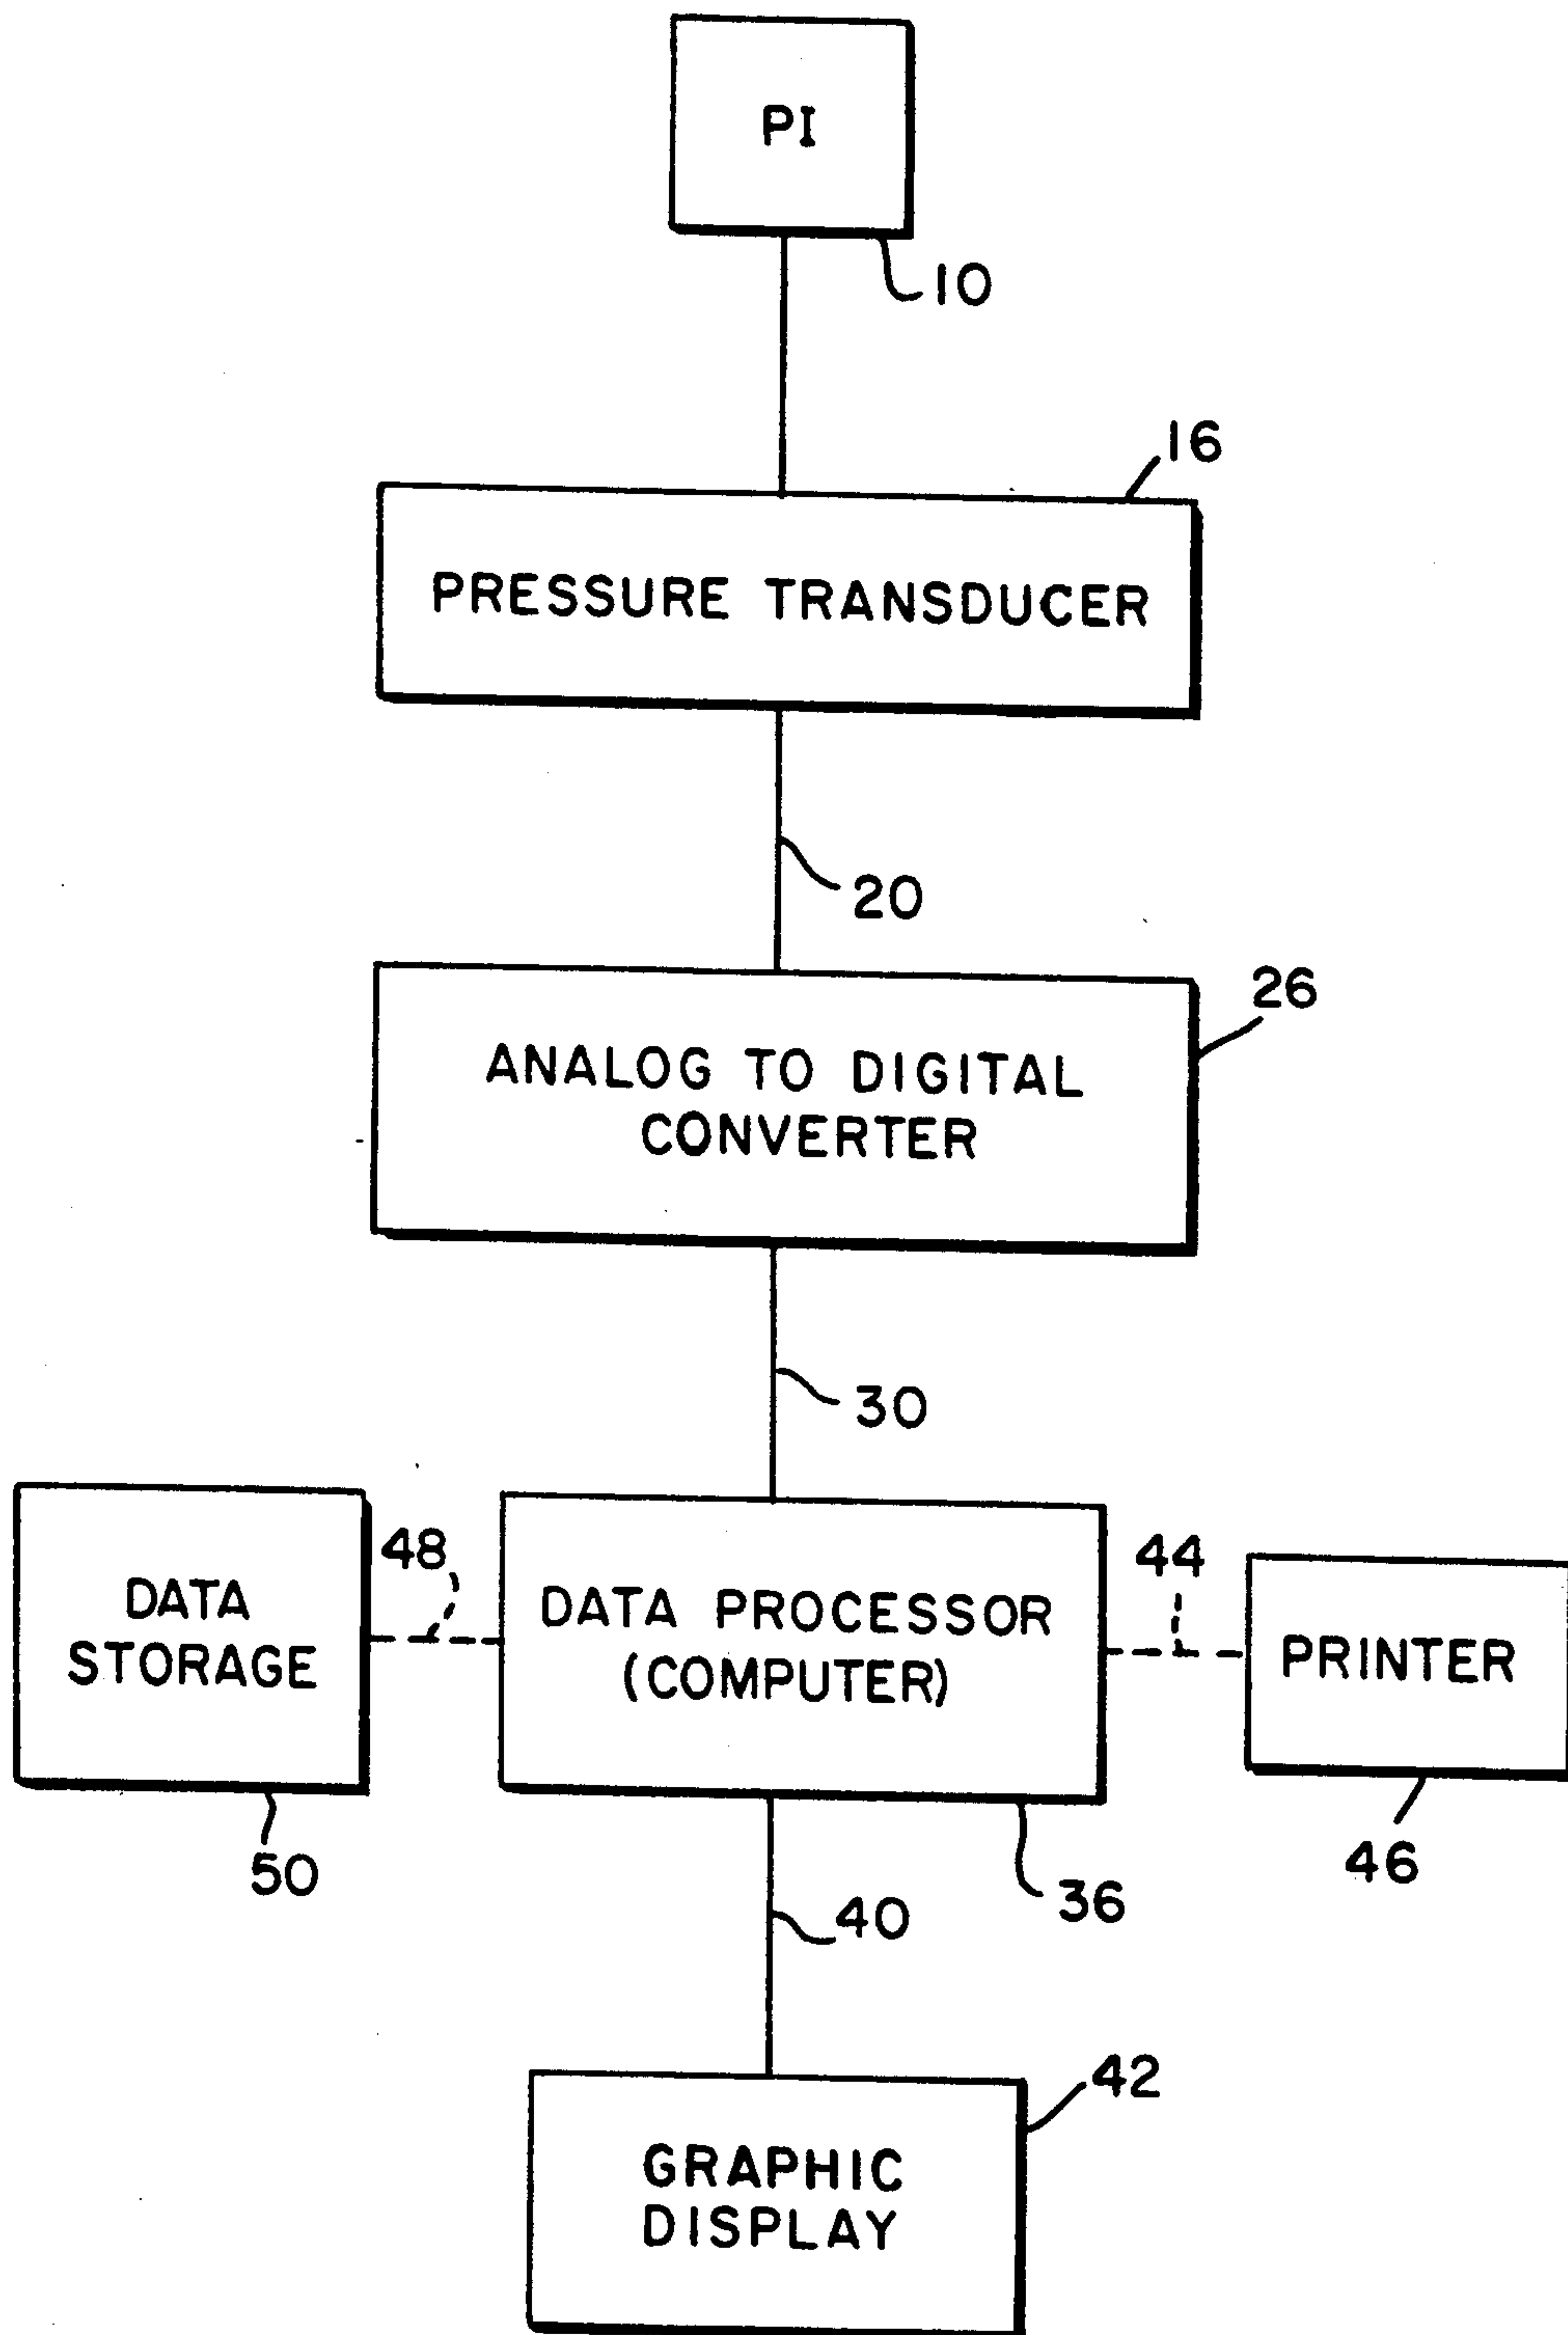 PI
10
16
PRESSURE TRANSDUCER
20
26
ANALOG TO DIGITAL
CONVERTER
30
48
44
DATA
STORAGE
DATA PROCESSOR
(COMPUTER)
PRINTER
50
36
46
40
42
GRAPHIC
DISPLAY